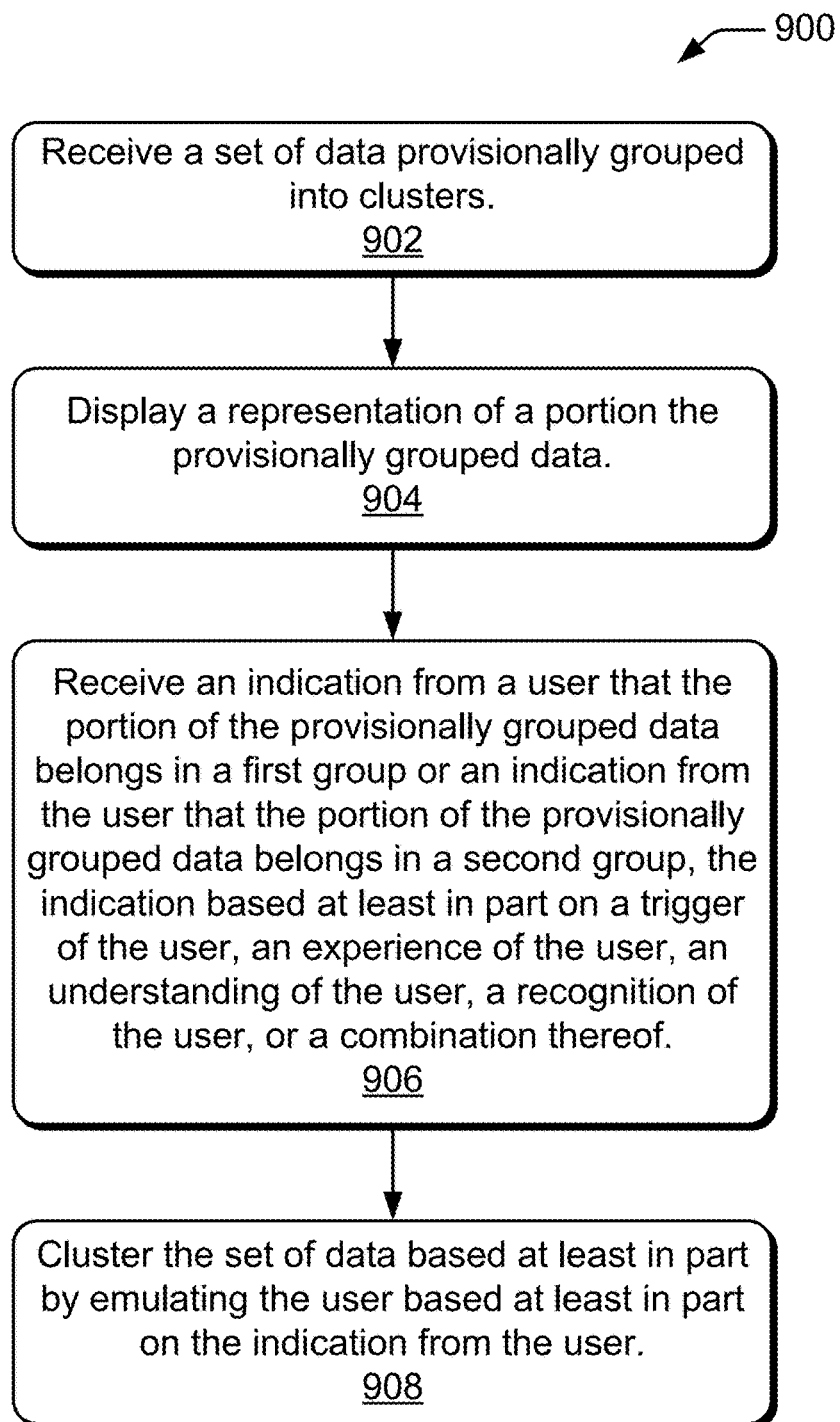 900
Receive a set of data provisionally grouped
into clusters.
902
Display a representation of a portion the
provisionally grouped data.
904
Receive an indication from a user that the
portion of the provisionally grouped data
belongs in a first group or an indication from
the user that the portion of the provisionally
grouped data belongs in a second group, the
indication based at least in part on a trigger
of the user, an experience of the user, an
understanding of the user, a recognition of
the user, or a combination thereof.
906
Cluster the set of data based at least in part
by emulating the user based at least in part
on the indication from the user.
908